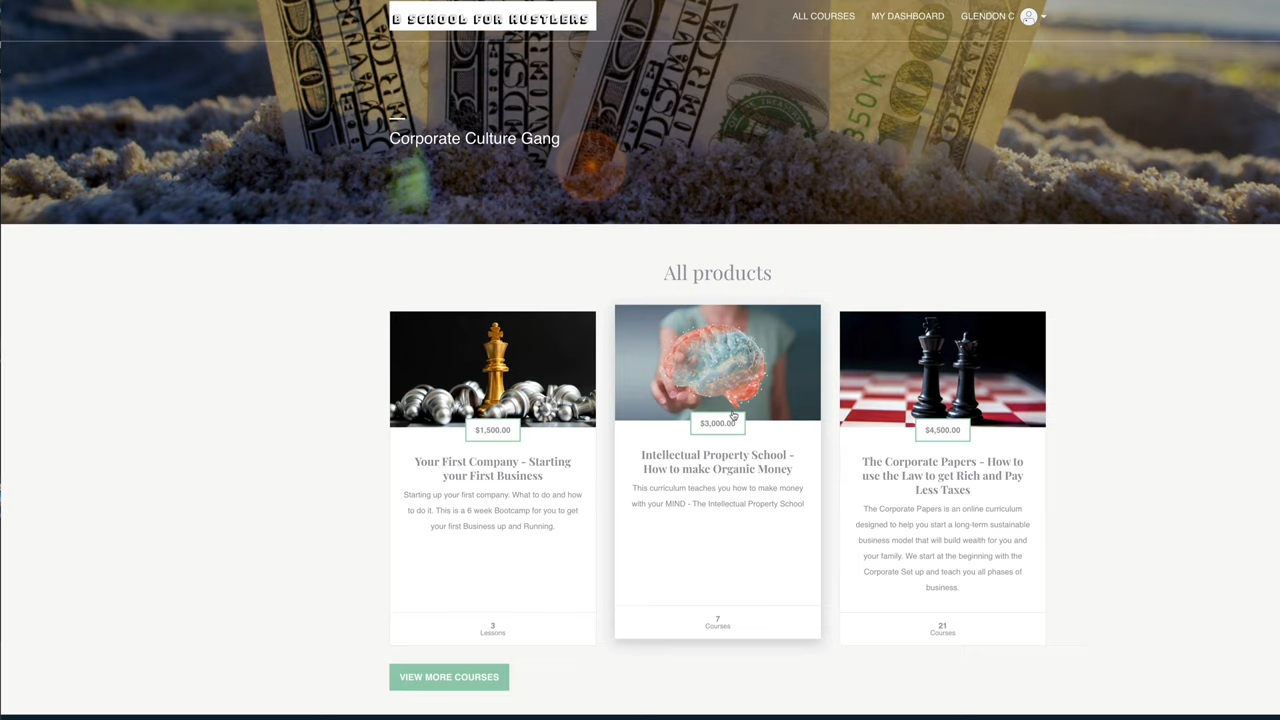 B SCHOOL FOR HUSTLERS
ALL COURSES
MY DASHBOARD
GLENDON C
350K
Corporate Culture Gang
All products
$1,500.00
Your First Company - Starting
your First Business
Starting up your first company. What to do and how
to do it. This is a 6 week Bootcamp for you to get
your first Business up and Running.
3
Lessons
$3,000.00
Intellectual Property School -
How to make Organic Money
This curriculum teaches you how to make money
with your MIND - The Intellectual Property School
7
Courses
$4,500.00
The Corporate Papers - How to
use the Law to get Rich and Pay
Less Taxes
The Corporate Papers is an online curriculum
designed to help you start a long-term sustainable
business model that will build wealth for you and
your family. We start at the beginning with the
Corporate Set up and teach you all phases of
business.
21
Courses
VIEW MORE COURSES